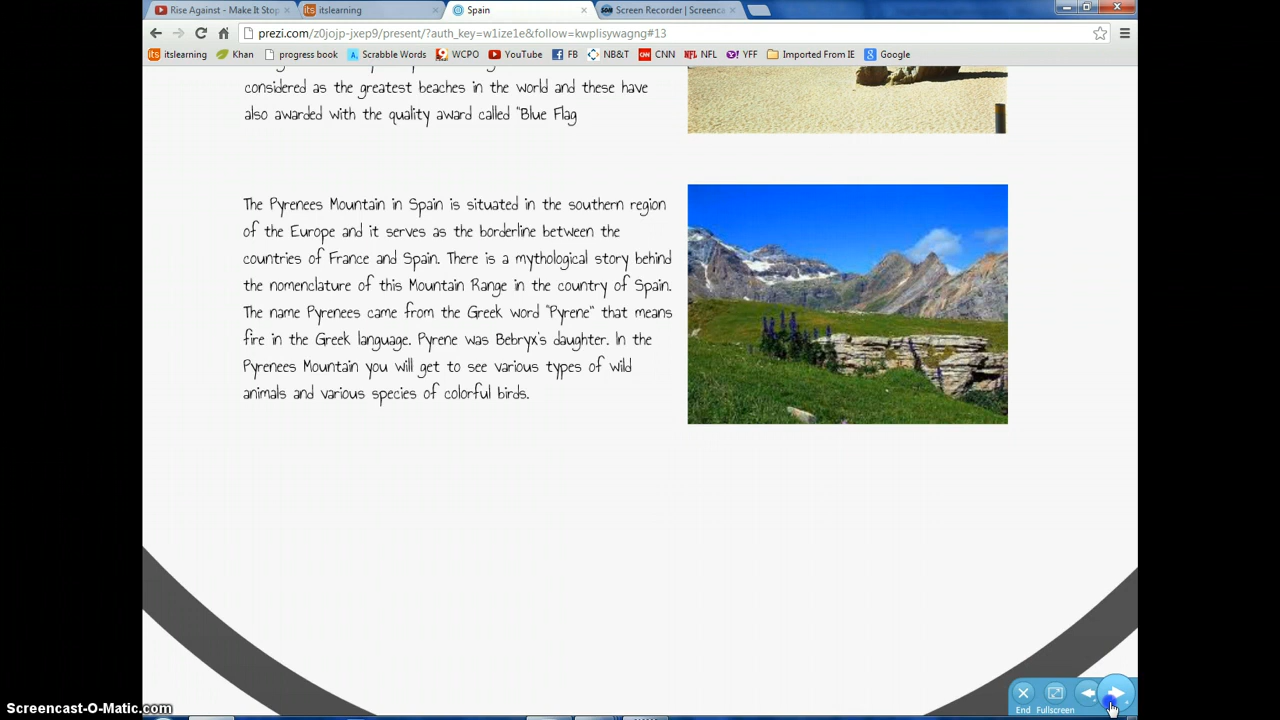 Rise Against - Make It Stop
itslearning
Spain
Screen Recorder | Screenca
prezi.com/z0jojp-jxep9/present/?auth_key=w1ize1e&follow=kwplisywagng#13
itslearning
Khan
progress book
Scrabble Words
WCPO
YouTube
FB
NB&T
CNN
NFL
YFF
Imported From IE
Google
considered as the greatest beaches in the world and these have
also awarded with the quality award called "Blue Flag
The Pyrenees Mountain in Spain is situated in the southern region
of the Europe and it serves as the borderline between the
countries of France and Spain. There is a mythological story behind
the nomenclature of this Mountain Range in the country of Spain.
The name Pyrenees came from the Greek word "Pyrene" that means
fire in the Greek language. Pyrene was Bebryx's daughter. In the
Pyrenees Mountain you will get to see various types of wild
animals and various species of colorful birds.
End
Fullscreen
Screencast-O-Matic.com